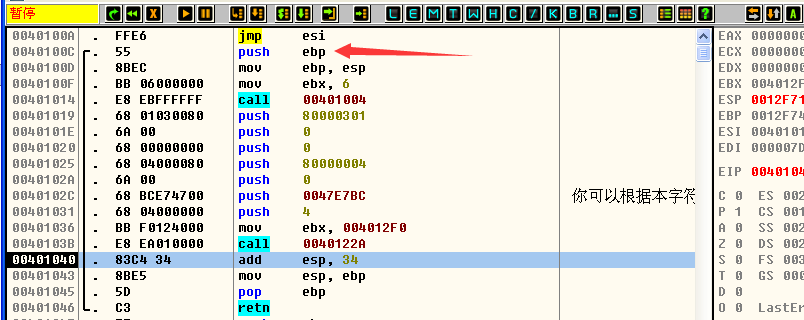 暂停 L E M T W H C / K B R ... S ?
0040100A . FFE6 jmp esi
0040100C . 55 push ebp
0040100D . 8BEC mov ebp, esp
0040100F . BB 06000000 mov ebx, 6
00401014 . E8 EBFFFFFF call 00401004
00401019 . 68 01030080 push 80000301
0040101E . 6A 00 push 0
00401020 . 68 00000000 push 0
00401025 . 68 04000080 push 80000004
0040102A . 6A 00 push 0
0040102C . 68 BCE74700 push 0047E7BC 你可以根据本字符
00401031 . 68 04000000 push 4
00401036 . BB F0124000 mov ebx, 004012F0
0040103B . E8 EA010000 call 0040122A
00401040 . 83C4 34 add esp, 34
00401043 . 8BE5 mov esp, ebp
00401045 . 5D pop ebp
00401046 . C3 retn
EAX 0000000
ECX 0000000
EDX 0000000
EBX 004012F
ESP 0012F71
EBP 0012F74
ESI 0040101
EDI 000007D
EIP 0040104
C 0 ES 002
P 1 CS 001
A 0 SS 002
Z 0 DS 002
S 0 FS 003
T 0 GS 000
D 0
O 0 LastEr